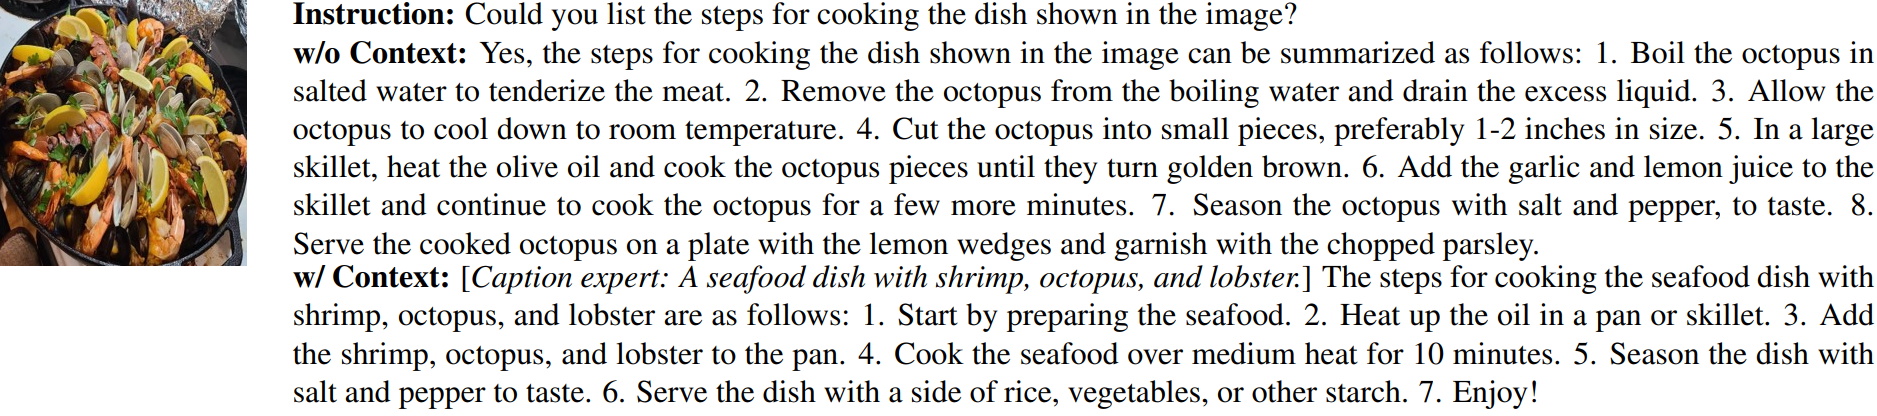 Instruction: Could you list the steps for cooking the dish shown in the image?
w/o Context: Yes, the steps for cooking the dish shown in the image can be summarized as follows: 1. Boil the octopus in
salted water to tenderize the meat. 2. Remove the octopus from the boiling water and drain the excess liquid. 3. Allow the
octopus to cool down to room temperature. 4. Cut the octopus into small pieces, preferably 1-2 inches in size. 5. In a large
skillet, heat the olive oil and cook the octopus pieces until they turn golden brown. 6. Add the garlic and lemon juice to the
skillet and continue to cook the octopus for a few more minutes. 7. Season the octopus with salt and pepper, to taste. 8.
Serve the cooked octopus on a plate with the lemon wedges and garnish with the chopped parsley.
w/ Context: [Caption expert: A seafood dish with shrimp, octopus, and lobster.] The steps for cooking the seafood dish with
shrimp, octopus, and lobster are as follows: 1. Start by preparing the seafood. 2. Heat up the oil in a pan or skillet. 3. Add
the shrimp, octopus, and lobster to the pan. 4. Cook the seafood over medium heat for 10 minutes. 5. Season the dish with
salt and pepper to taste. 6. Serve the dish with a side of rice, vegetables, or other starch. 7. Enjoy!